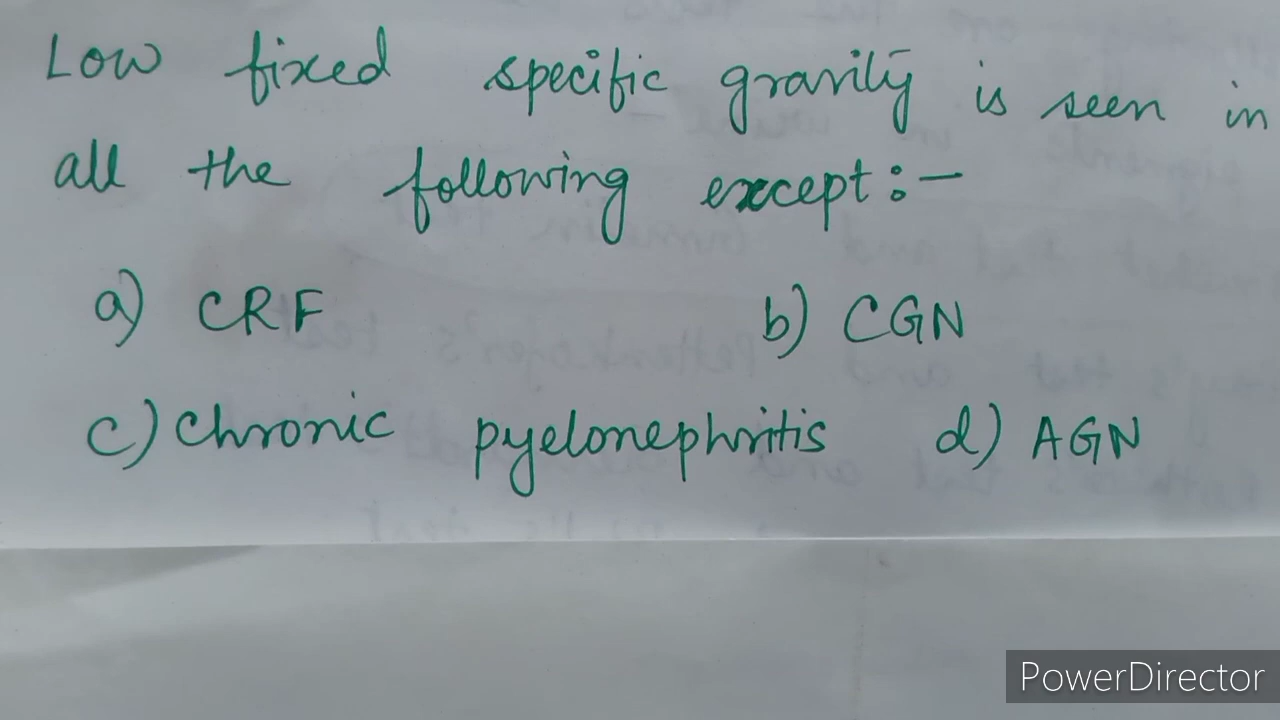 Low fixed specific gravity is seen in
all the following except:-
a) CRF b) CGN
c) Chronic pyelonephritis d) AGN
PowerDirector